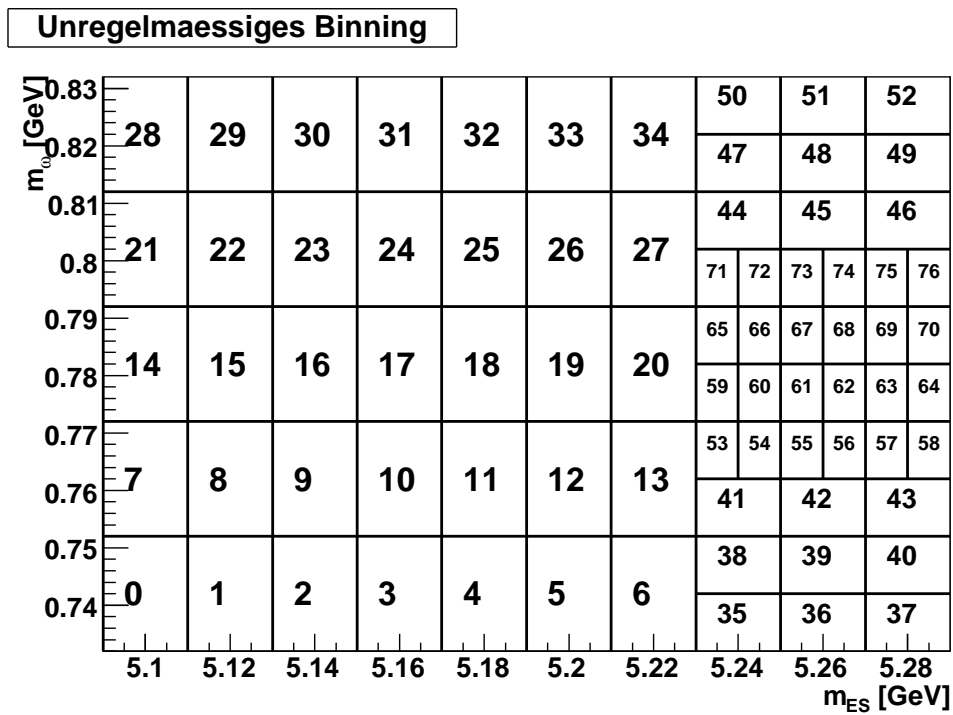 Unregelmaessiges Binning
m_ω [GeV]
0.83
28 29 30 31 32 33 34 50 51 52
0.82
47 48 49
0.81
44 45 46
21 22 23 24 25 26 27
0.8
71 72 73 74 75 76
0.79
65 66 67 68 69 70
14 15 16 17 18 19 20
0.78
59 60 61 62 63 64
0.77
53 54 55 56 57 58
7 8 9 10 11 12 13
0.76
41 42 43
0.75
38 39 40
0 1 2 3 4 5 6
0.74
35 36 37
5.1 5.12 5.14 5.16 5.18 5.2 5.22 5.24 5.26 5.28
m_ES [GeV]